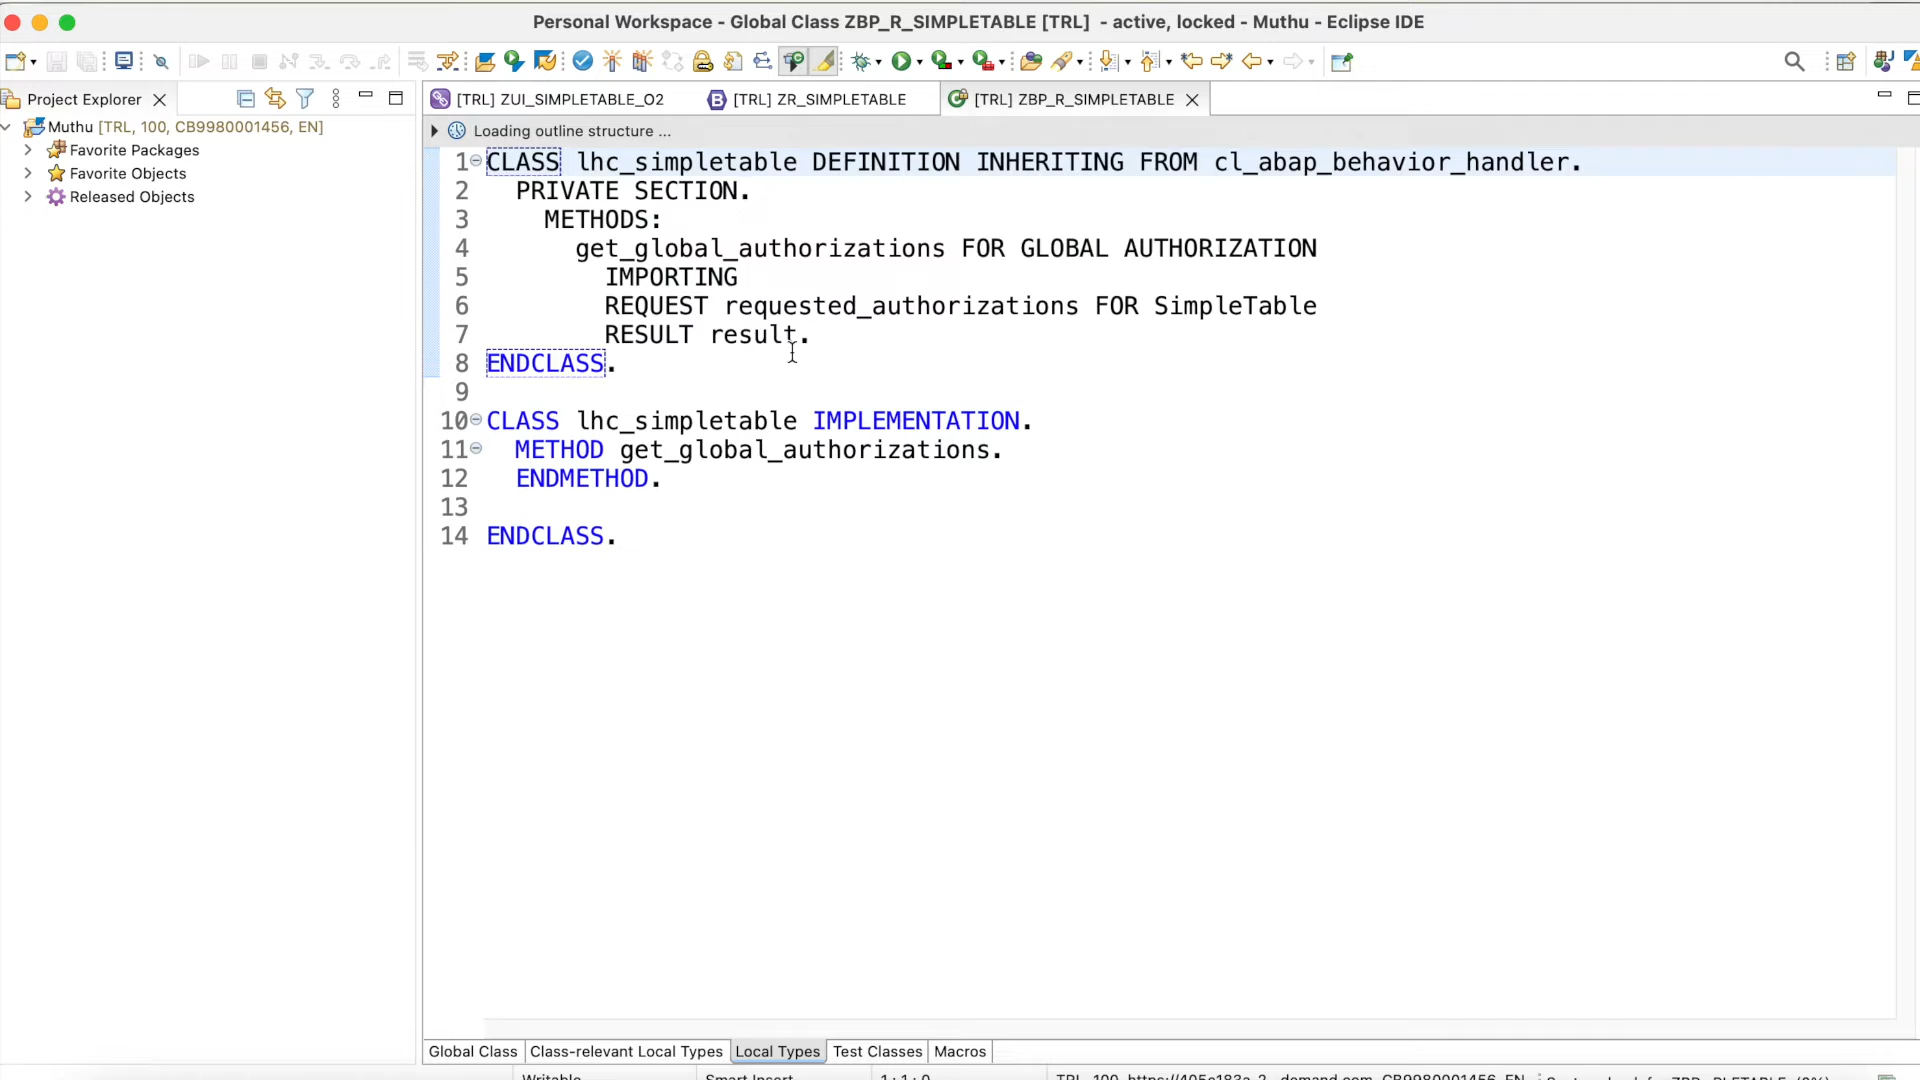 Personal Workspace - Global Class ZBP_R_SIMPLETABLE [TRL] - active, locked - Muthu - Eclipse IDE
Project Explorer
[TRL] ZUI_SIMPLETABLE_O2
[TRL] ZR_SIMPLETABLE
[TRL] ZBP_R_SIMPLETABLE
Muthu [TRL, 100, CB9980001456, EN]
Favorite Packages
Favorite Objects
Released Objects
Loading outline structure ...
1 CLASS lhc_simpletable DEFINITION INHERITING FROM cl_abap_behavior_handler.
2 PRIVATE SECTION.
3 METHODS:
4 get_global_authorizations FOR GLOBAL AUTHORIZATION
5 IMPORTING
6 REQUEST requested_authorizations FOR SimpleTable
7 RESULT result.
8 ENDCLASS.
9
10 CLASS lhc_simpletable IMPLEMENTATION.
11 METHOD get_global_authorizations.
12 ENDMETHOD.
13
14 ENDCLASS.
Global Class Class-relevant Local Types Local Types Test Classes Macros
Writable Smart Insert 1 : 1 : 0